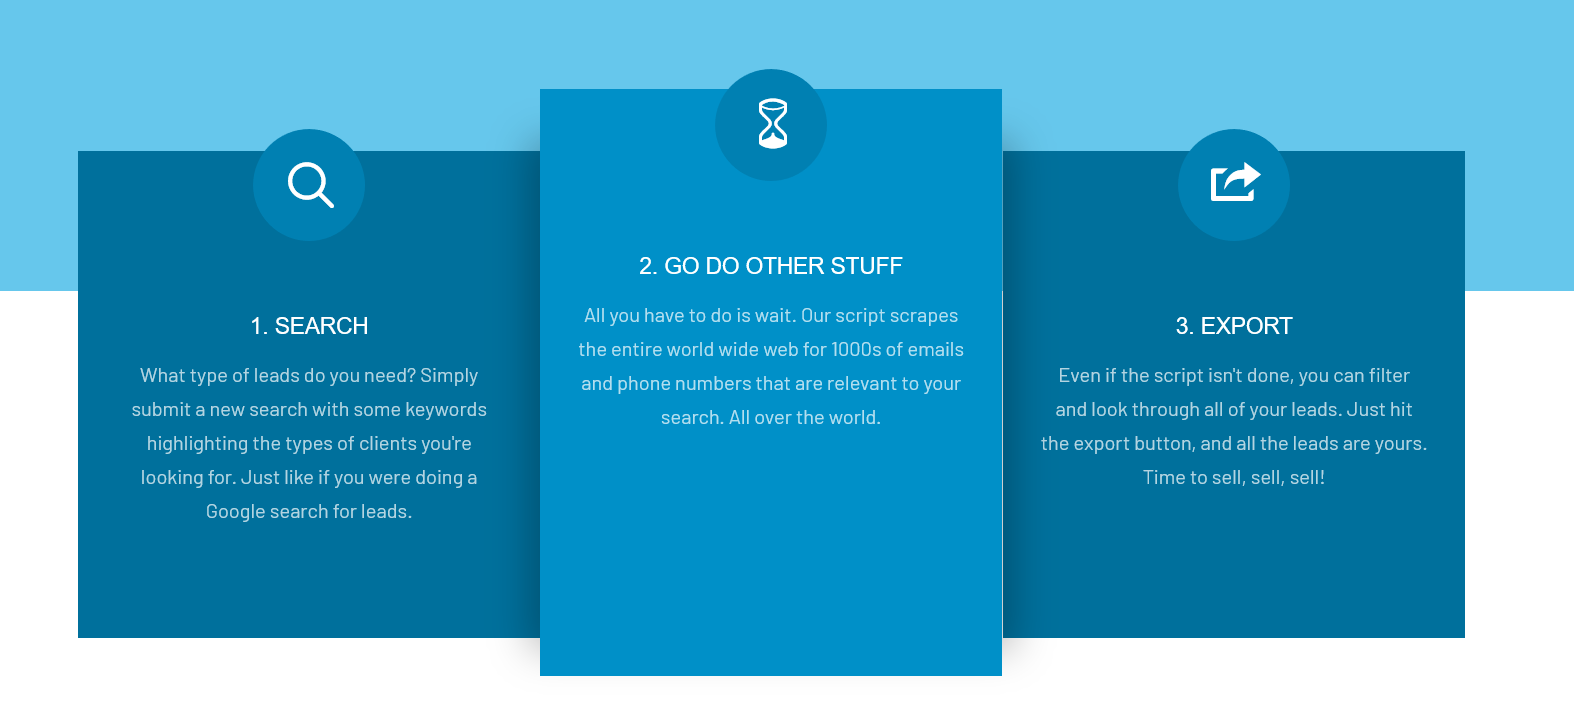 1. SEARCH
What type of leads do you need? Simply
submit a new search with some keywords
highlighting the types of clients you're
looking for. Just like if you were doing a
Google search for leads.
2. GO DO OTHER STUFF
All you have to do is wait. Our script scrapes
the entire world wide web for 1000s of emails
and phone numbers that are relevant to your
search. All over the world.
3. EXPORT
Even if the script isn't done, you can filter
and look through all of your leads. Just hit
the export button, and all the leads are yours.
Time to sell, sell, sell!